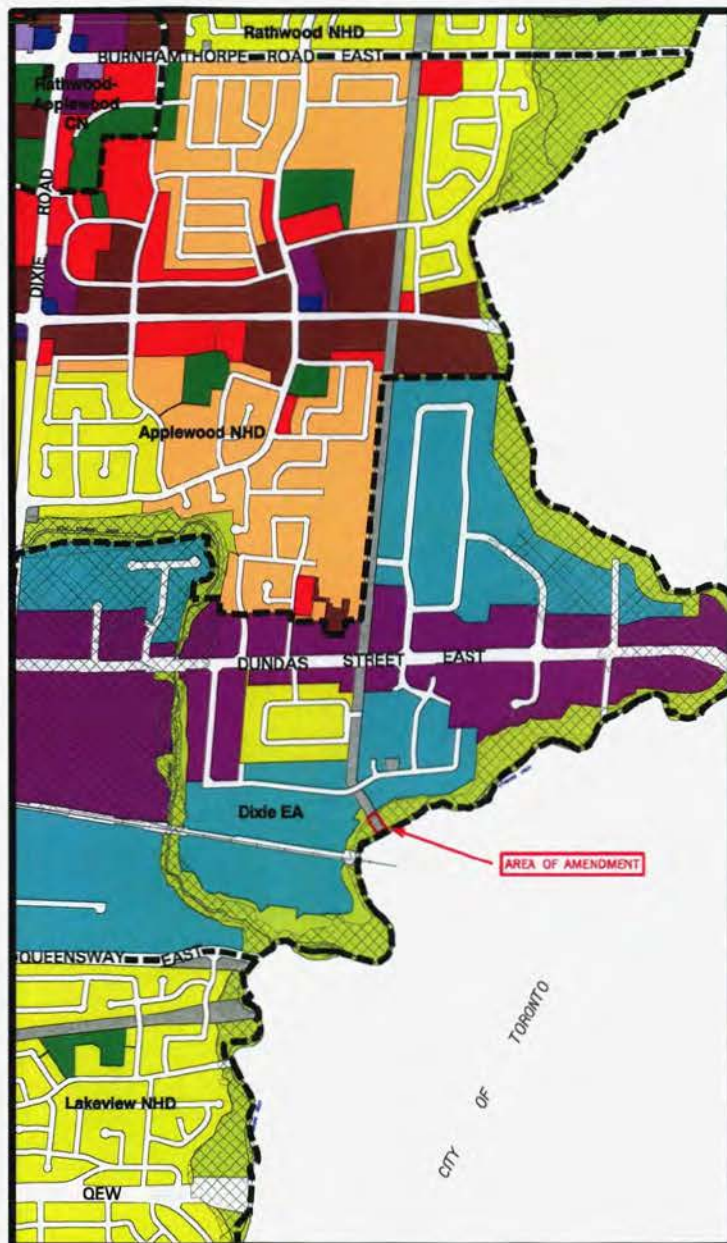 Rathwood NHD
BURNHAMTHORPE ROAD EAST
Rathwood-
Applewood
CN
DIXIE ROAD
Applewood NHD
DUNDAS STREET EAST
Dixie EA
AREA OF AMENDMENT
QUEENSWAY EAST
CITY OF TORONTO
Lakeview NHD
QEW